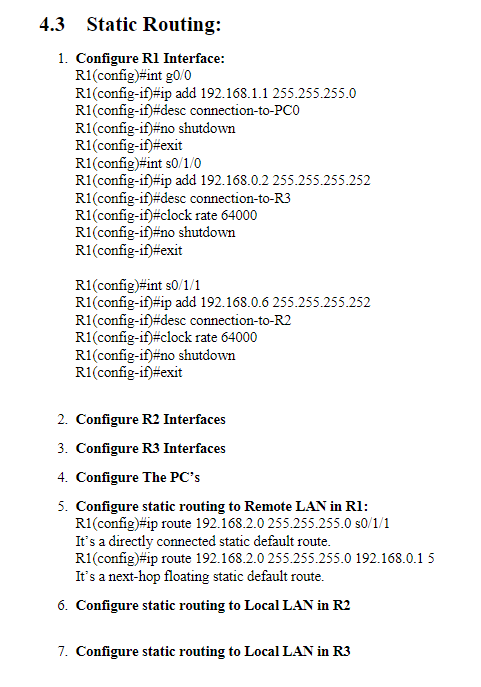 4.3 Static Routing:
1. Configure R1 Interface:
R1(config)#int g0/0
R1(config-if)#ip add 192.168.1.1 255.255.255.0
R1(config-if)#desc connection-to-PC0
R1(config-if)#no shutdown
R1(config-if)#exit
R1(config)#int s0/1/0
R1(config-if)#ip add 192.168.0.2 255.255.255.252
R1(config-if)#desc connection-to-R3
R1(config-if)#clock rate 64000
R1(config-if)#no shutdown
R1(config-if)#exit
R1(config)#int s0/1/1
R1(config-if)#ip add 192.168.0.6 255.255.255.252
R1(config-if)#desc connection-to-R2
R1(config-if)#clock rate 64000
R1(config-if)#no shutdown
R1(config-if)#exit
2. Configure R2 Interfaces
3. Configure R3 Interfaces
4. Configure The PC’s
5. Configure static routing to Remote LAN in R1:
R1(config)#ip route 192.168.2.0 255.255.255.0 s0/1/1
It’s a directly connected static default route.
R1(config)#ip route 192.168.2.0 255.255.255.0 192.168.0.1 5
It’s a next-hop floating static default route.
6. Configure static routing to Local LAN in R2
7. Configure static routing to Local LAN in R3